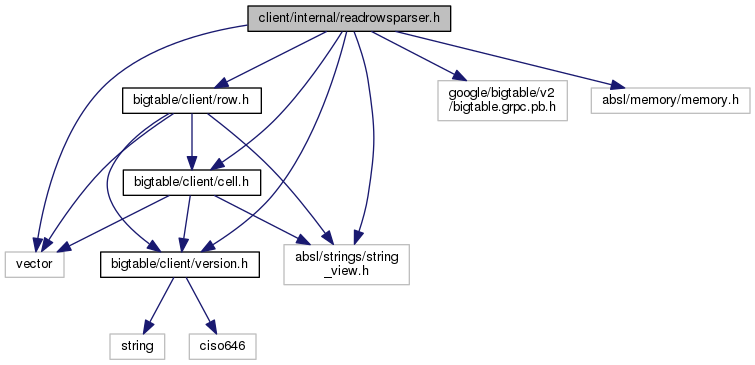 client/internal/readrowsparser.h
bigtable/client/row.h
google/bigtable/v2
/bigtable.grpc.pb.h
absl/memory/memory.h
bigtable/client/cell.h
vector
bigtable/client/version.h
absl/strings/string
_view.h
string
ciso646